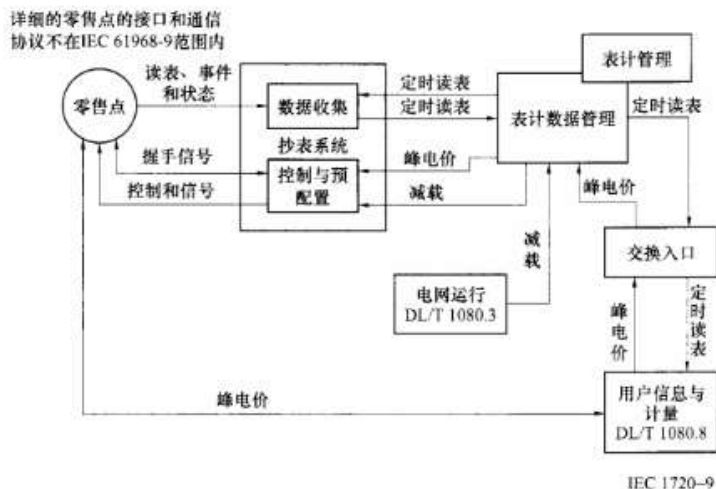 详细的零售点的接口和通信
协议不在IEC 61968-9范围内
零售点
读表、事件
和状态
握手信号
控制和信号
数据收集
抄表系统
控制与预
配置
定时读表
定时读表
峰电价
减载
表计管理
表计数据管理
定时读表
峰电价
减载
电网运行
DL/T 1080.3
交换入口
峰电价
定时读表
峰电价
用户信息与
计量
DL/T 1080.8
IEC 1720-9